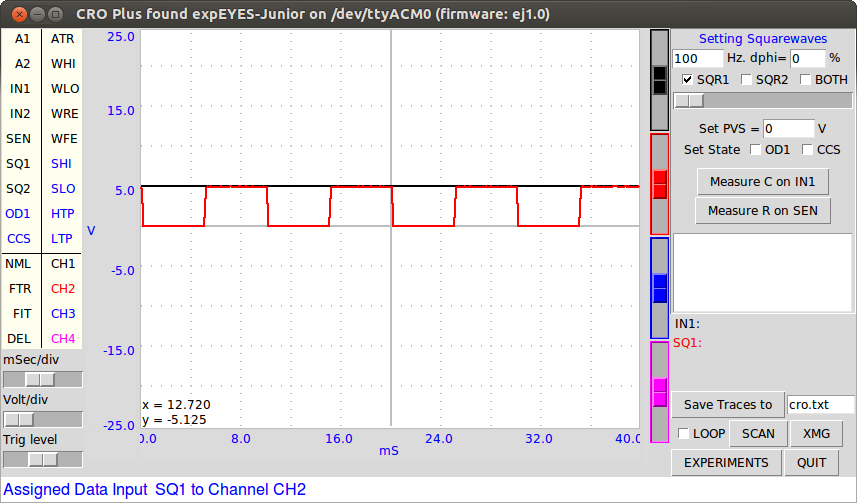 CRO Plus found expEYES-Junior on /dev/ttyACM0 (firmware: ej1.0)
A1 ATR
A2 WHI
IN1 WLO
IN2 WRE
SEN WFE
SQ1 SHI
SQ2 SLO
OD1 HTP
CCS LTP
NML CH1
FTR CH2
FIT CH3
DEL CH4
mSec/div
Volt/div
Trig level
25.0
15.0
5.0
V
-5.0
-15.0
-25.0
x = 12.720
y = -5.125
0.0 8.0 16.0 24.0 32.0 40.0
mS
Setting Squarewaves
100 Hz. dphi= 0 %
SQR1 SQR2 BOTH
Set PVS = 0 V
Set State OD1 CCS
Measure C on IN1
Measure R on SEN
IN1:
SQ1:
Save Traces to cro.txt
LOOP SCAN XMG
EXPERIMENTS QUIT
Assigned Data Input SQ1 to Channel CH2